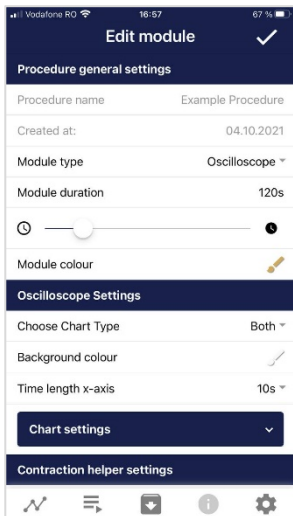 Vodafone RO 16:57 67 %
Edit module
Procedure general settings
Procedure name Example Procedure
Created at: 04.10.2021
Module type Oscilloscope
Module duration 120s
Module colour
Oscilloscope Settings
Choose Chart Type Both
Background colour
Time length x-axis 10s
Chart settings
Contraction helper settings